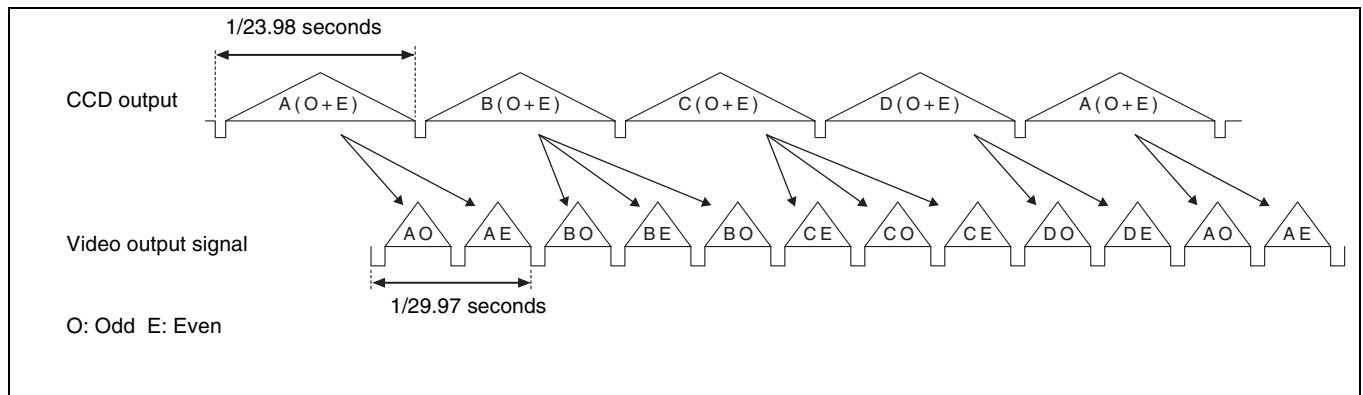 1/23.98 seconds
CCD output
A(O+E) B(O+E) C(O+E) D(O+E) A(O+E)
Video output signal
AO AE BO BE BO CE CO CE DO DE AO AE
1/29.97 seconds
O: Odd E: Even